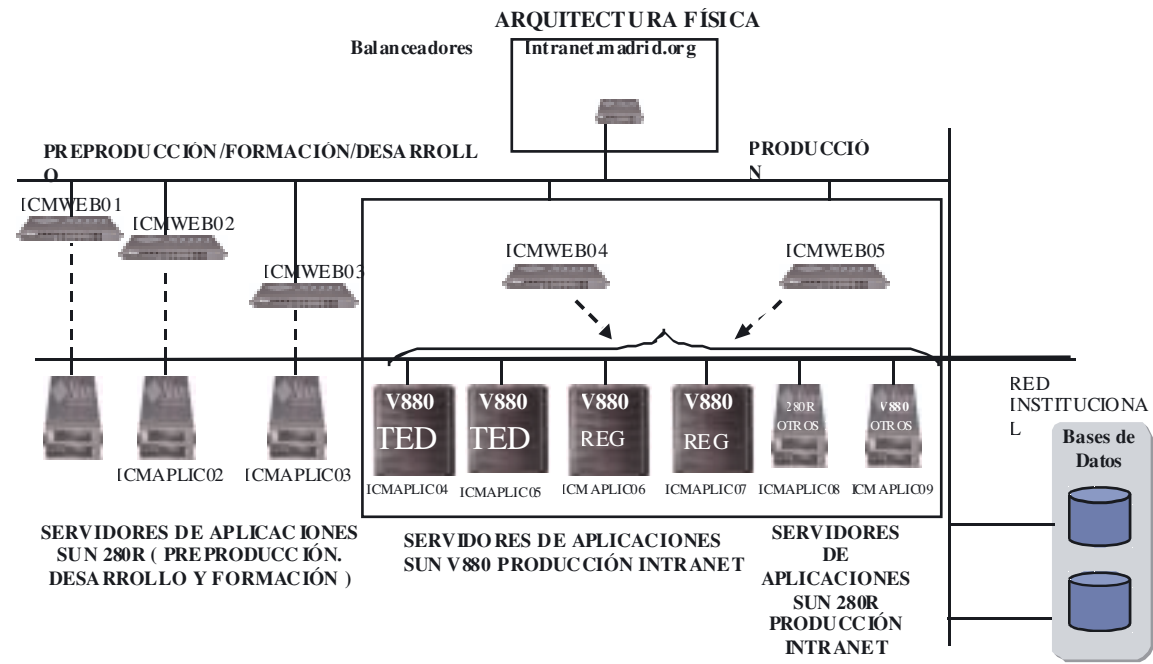 ARQUITECTURA FÍSICA
Balanceadores
Intranet.madrid.org
PREPRODUCCIÓN/FORMACIÓN/DESARROLL
O
PRODUCCIÓ
N
ICMWEB01
ICMWEB02
ICMWEB03
ICMWEB04
ICMWEB05
V880
TED
V880
TED
V880
REG
V880
REG
280R
OTROS
V880
OTROS
RED
INSTITUCIONA
L
Bases de
Datos
ICMAPLIC02
ICMAPLIC03
ICMAPLIC04
ICMAPLIC05
ICMAPLIC06
ICMAPLIC07
ICMAPLIC08
ICMAPLIC09
SERVIDORES DE APLICACIONES
SUN 280R ( PREPRODUCCIÓN.
DESARROLLO Y FORMACIÓN )
SERVIDORES DE APLICACIONES
SUN V880 PRODUCCIÓN INTRANET
SERVIDORES
DE
APLICACIONES
SUN 280R
PRODUCCIÓN
INTRANET